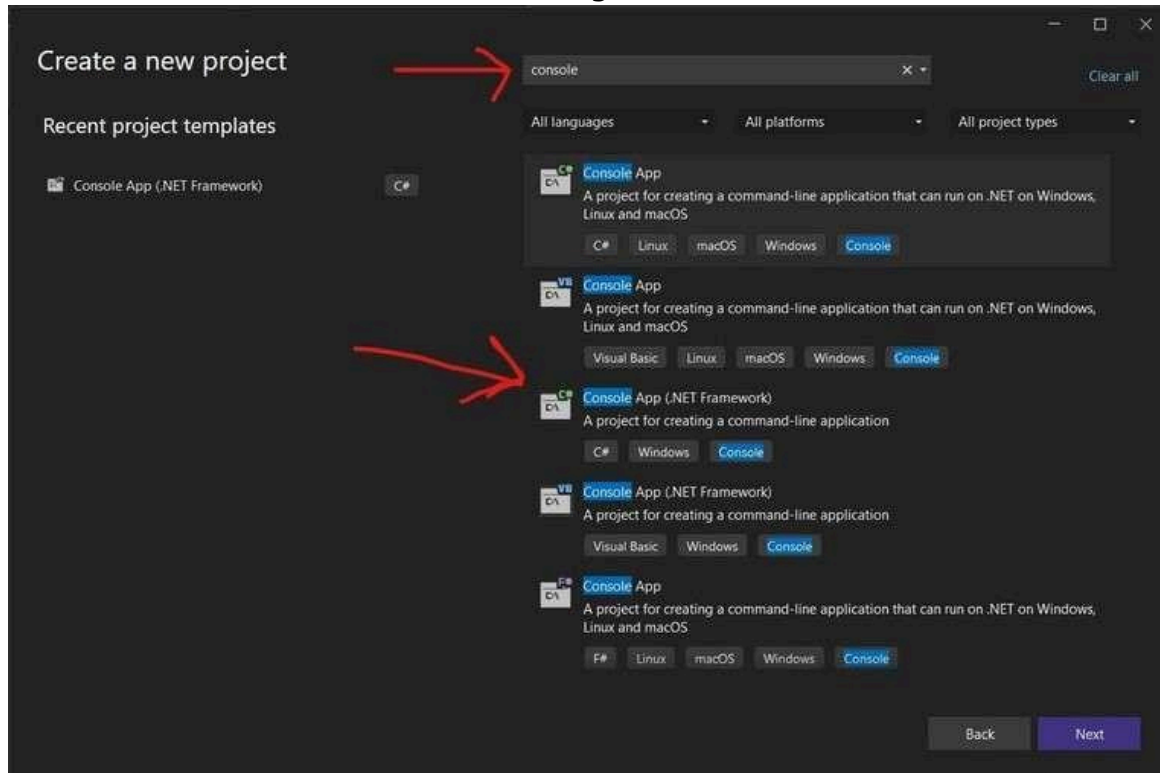 Create a new project
console
Clear all
Recent project templates
All languages
All platforms
All project types
Console App (.NET Framework)
C#
Console App
A project for creating a command-line application that can run on .NET on Windows,
Linux and macOS
C# Linux macOS Windows Console
Console App
A project for creating a command-line application that can run on .NET on Windows,
Linux and macOS
Visual Basic Linux macOS Windows Console
Console App (.NET Framework)
A project for creating a command-line application
C# Windows Console
Console App (.NET Framework)
A project for creating a command-line application
Visual Basic Windows Console
Console App
A project for creating a command-line application that can run on .NET on Windows,
Linux and macOS
F# Linux macOS Windows Console
Back
Next